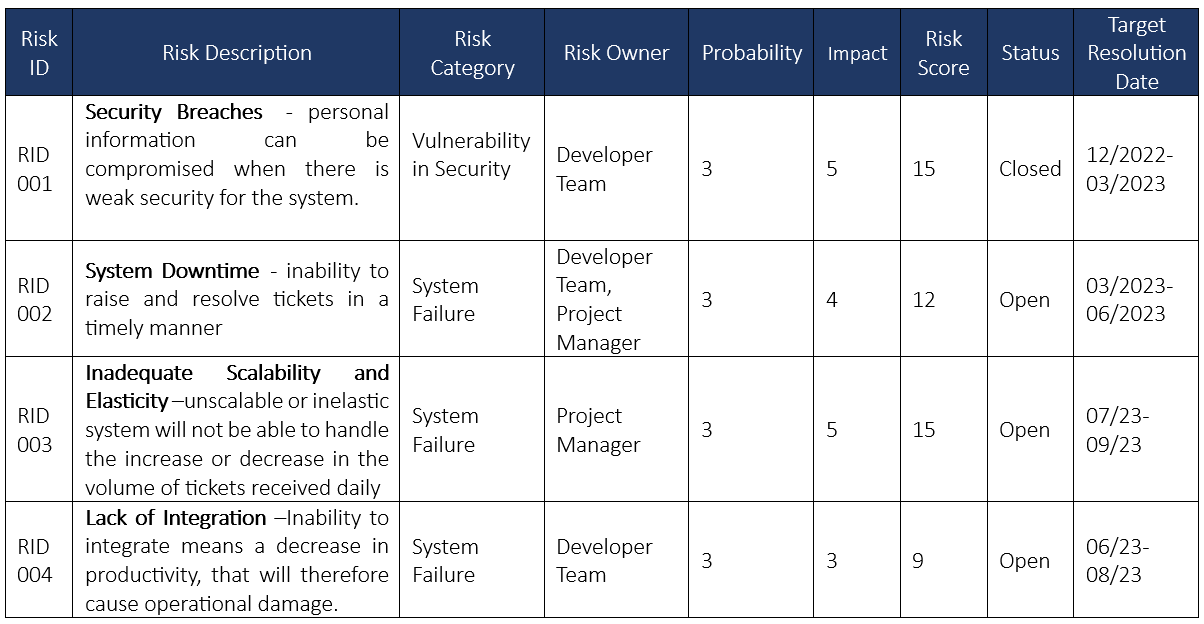 Risk ID
Risk Description
Risk Category
Risk Owner
Probability
Impact
Risk Score
Status
Target Resolution Date
RID 001
Security Breaches - personal
information can be
compromised when there is
weak security for the system.
Vulnerability
in Security
Developer
Team
3
5
15
Closed
12/2022-
03/2023
RID 002
System Downtime - inability to
raise and resolve tickets in a
timely manner
System
Failure
Developer
Team,
Project
Manager
3
4
12
Open
03/2023-
06/2023
RID 003
Inadequate Scalability and
Elasticity –unscalable or inelastic
system will not be able to handle
the increase or decrease in the
volume of tickets received daily
System
Failure
Project
Manager
3
5
15
Open
07/23-
09/23
RID 004
Lack of Integration –Inability to
integrate means a decrease in
productivity, that will therefore
cause operational damage.
System
Failure
Developer
Team
3
3
9
Open
06/23-
08/23